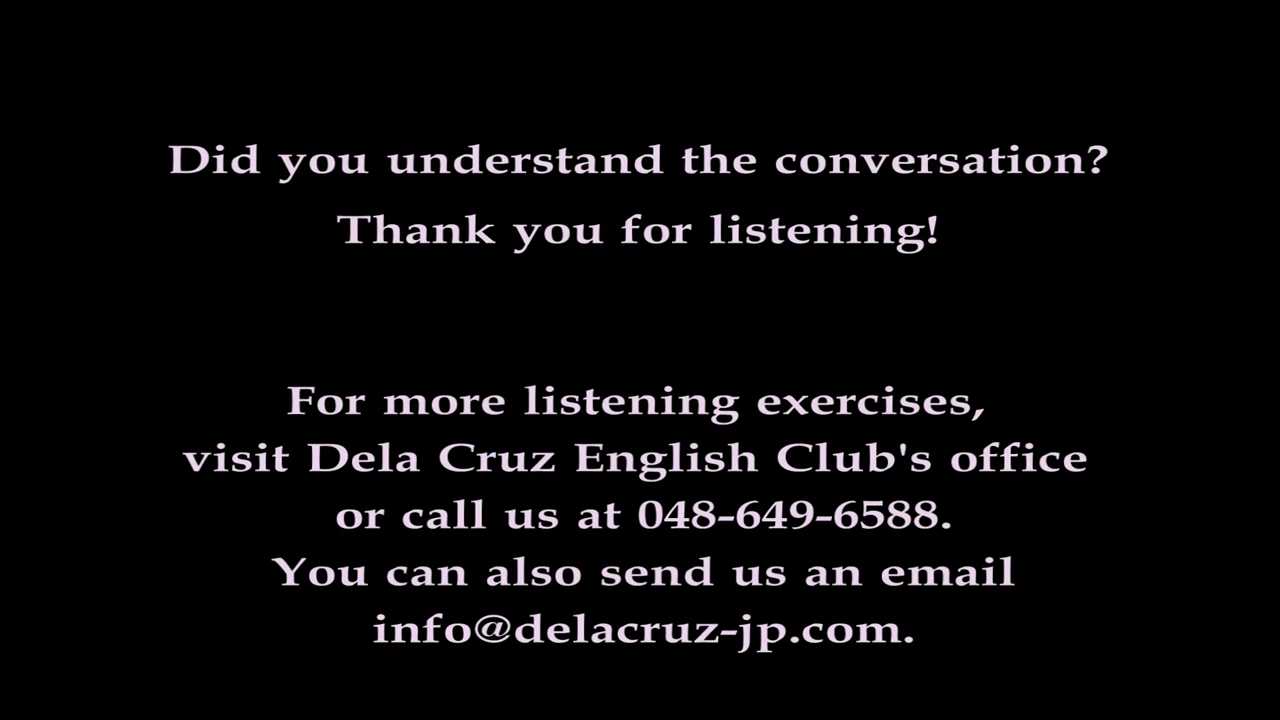 Did you understand the conversation?
Thank you for listening!
For more listening exercises,
visit Dela Cruz English Club's office
or call us at 048-649-6588.
You can also send us an email
info@delacruz-jp.com.